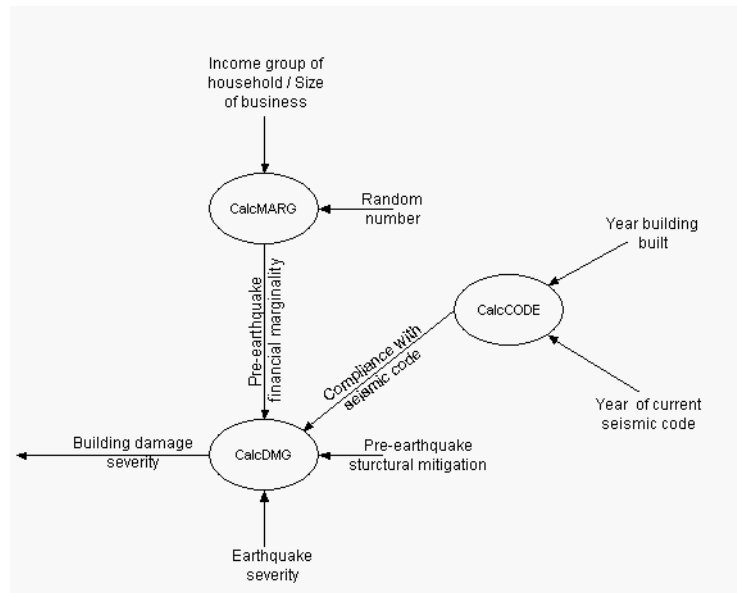 Income group of
household / Size
of business
CalcMARG
Random
number
Year building
built
CalcCODE
Pre-earthquake
financial marginality
Compliance with
seismic code
Year of current
seismic code
Building damage
severity
CalcDMG
Pre-earthquake
sturctural mitigation
Earthquake
severity